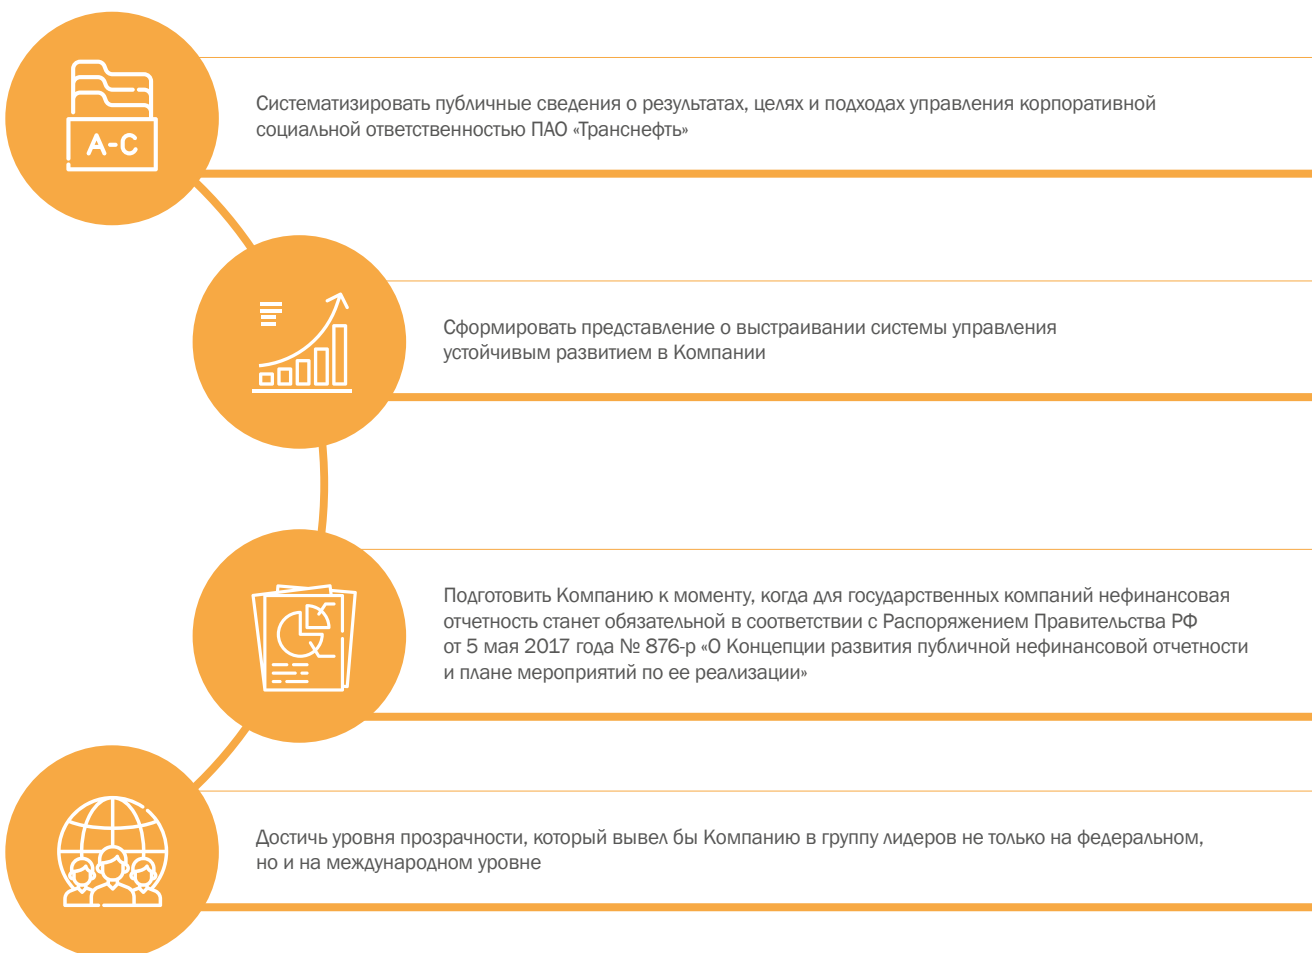 A-C
Систематизировать публичные сведения о результатах, целях и подходах управления корпоративной
социальной ответственностью ПАО «Транснефть»
Сформировать представление о выстраивании системы управления
устойчивым развитием в Компании
Подготовить Компанию к моменту, когда для государственных компаний нефинансовая
отчетность станет обязательной в соответствии с Распоряжением Правительства РФ
от 5 мая 2017 года № 876-р «О Концепции развития публичной нефинансовой отчетности
и плане мероприятий по ее реализации»
Достичь уровня прозрачности, который вывел бы Компанию в группу лидеров не только на федеральном,
но и на международном уровне